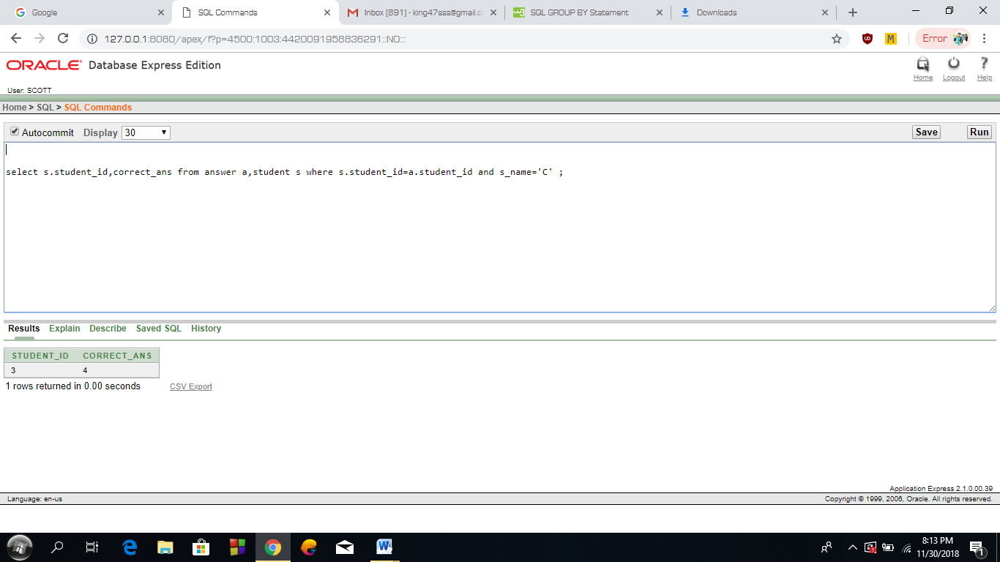 Google
SQL Commands
Inbox (891) - king47sss@gmail.cc
SQL GROUP BY Statement
Downloads
127.0.0.1:8080/apex/f?p=4500:1003:4420091958836291::NO:::
M
Error
ORACLE Database Express Edition
Home
Logout
Help
User: SCOTT
Home > SQL > SQL Commands
Autocommit Display 30
Save
Run
select s.student_id,correct_ans from answer a,student s where s.student_id=a.student_id and s_name='C' ;
Results Explain Describe Saved SQL History
STUDENT_ID CORRECT_ANS
3 4
1 rows returned in 0.00 seconds
CSV Export
Application Express 2.1.0.00.39
Language: en-us
Copyright © 1999, 2006, Oracle. All rights reserved.
8:13 PM
11/30/2018
1